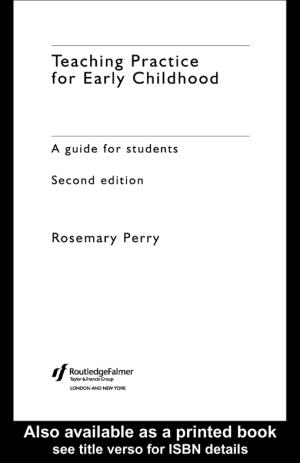 Teaching Practice
for Early Childhood
A guide for students
Second edition
Rosemary Perry
RoutledgeFalmer
Taylor & Francis Group
LONDON AND NEW YORK
Also available as a printed book
see title verso for ISBN details